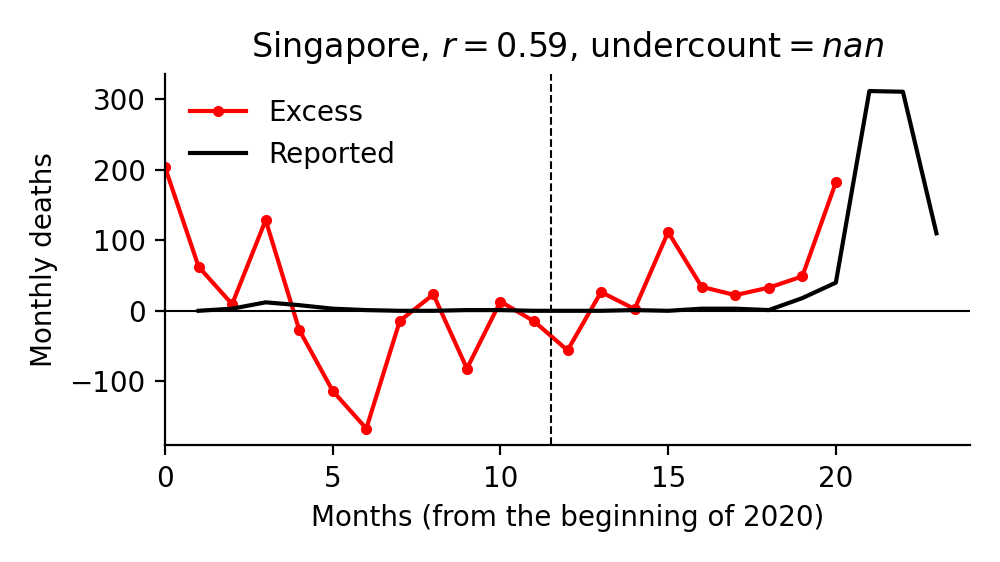 Singapore, r = 0.59, undercount = nan
300
200
100
0
−100
Excess
Reported
Monthly deaths
0 5 10 15 20
Months (from the beginning of 2020)